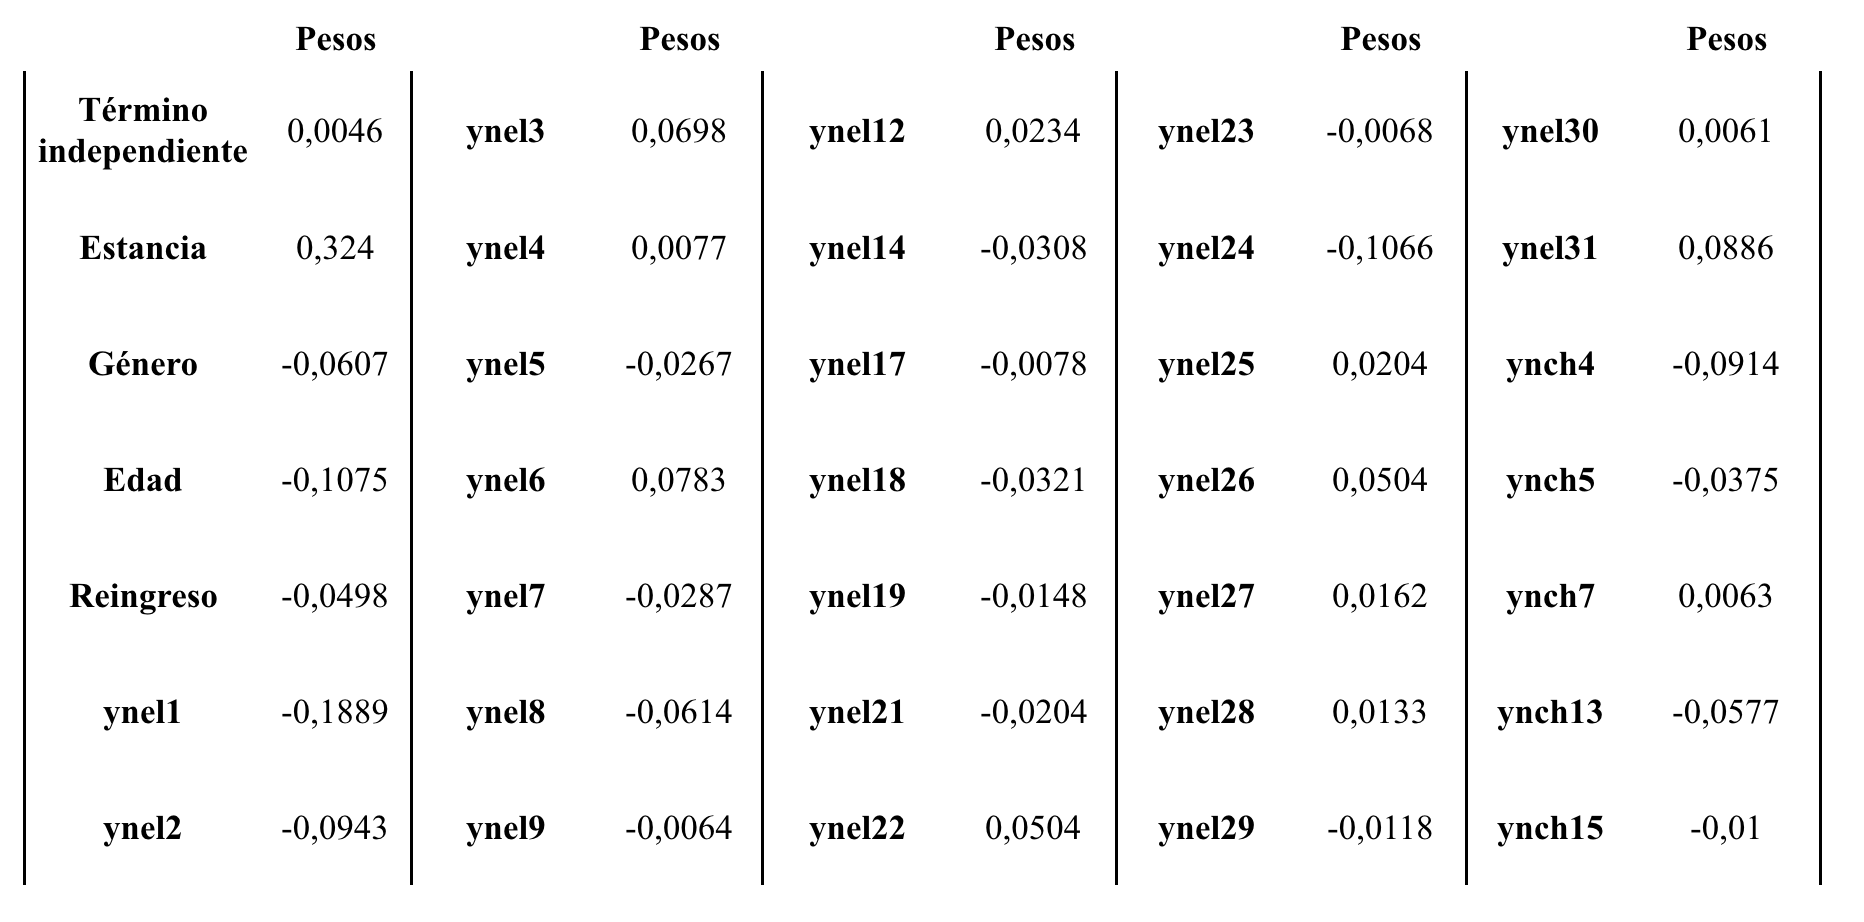 Pesos Pesos Pesos Pesos Pesos
Término
independiente 0,0046 ynel3 0,0698 ynel12 0,0234 ynel23 -0,0068 ynel30 0,0061
Estancia 0,324 ynel4 0,0077 ynel14 -0,0308 ynel24 -0,1066 ynel31 0,0886
Género -0,0607 ynel5 -0,0267 ynel17 -0,0078 ynel25 0,0204 ynch4 -0,0914
Edad -0,1075 ynel6 0,0783 ynel18 -0,0321 ynel26 0,0504 ynch5 -0,0375
Reingreso -0,0498 ynel7 -0,0287 ynel19 -0,0148 ynel27 0,0162 ynch7 0,0063
ynel1 -0,1889 ynel8 -0,0614 ynel21 -0,0204 ynel28 0,0133 ynch13 -0,0577
ynel2 -0,0943 ynel9 -0,0064 ynel22 0,0504 ynel29 -0,0118 ynch15 -0,01